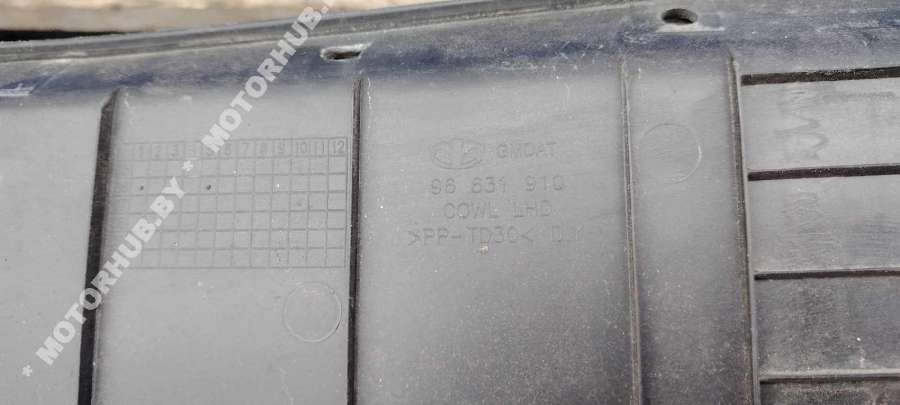 * MOTORHUB.BY * MOTORHUB.BY
1 2 3 4 5 6 7 8 9 10 11 12
GMDAT
96 631 910
COWL LHD
>PP-TD30<
* MOTORHUB.BY *